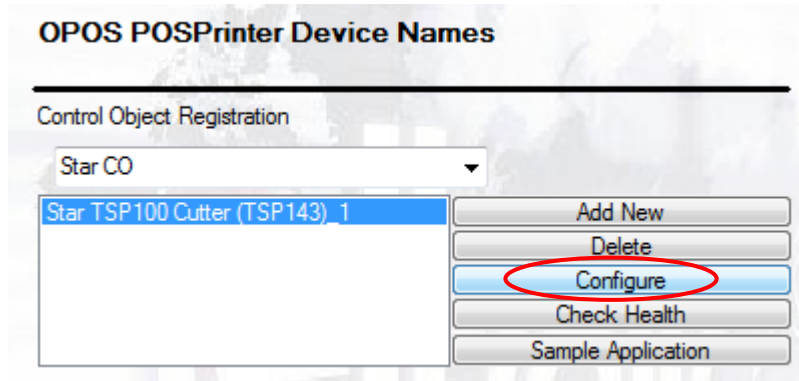 OPOS POSPrinter Device Names
Control Object Registration
Star CO
Star TSP100 Cutter (TSP143)_1
Add New
Delete
Configure
Check Health
Sample Application